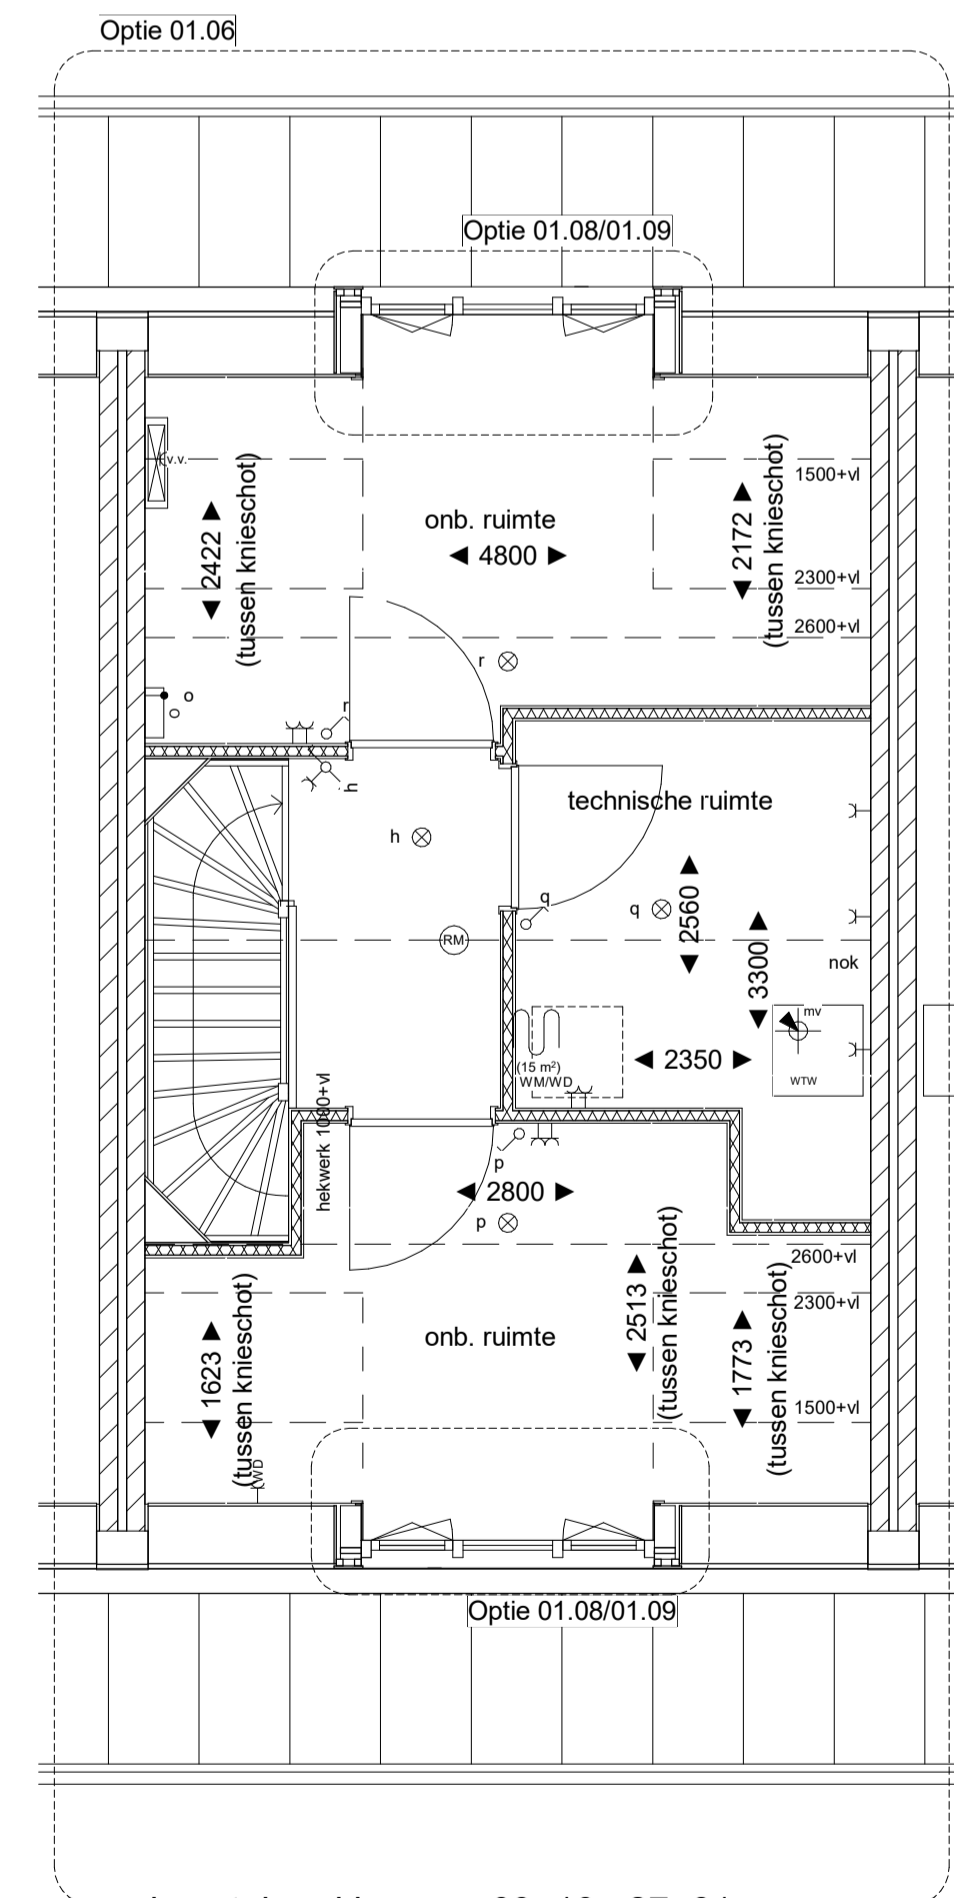 Optie 01.06
Optie 01.08/01.09
v.v.
2422
(tussen knieschot)
onb. ruimte
4800
2172
(tussen knieschot)
1500+vl
2300+vl
2600+vl
r
o
r
h
technische ruimte
h
q
q
RM
2560
3300
nok
mv
2350
(15 m²)
WM/WD
WTW
hekwerk 1000+vl
p
2800
p
2600+vl
2300+vl
1623
(tussen knieschot)
onb. ruimte
2513
(tussen knieschot)
1773
(tussen knieschot)
1500+vl
WD
Optie 01.08/01.09